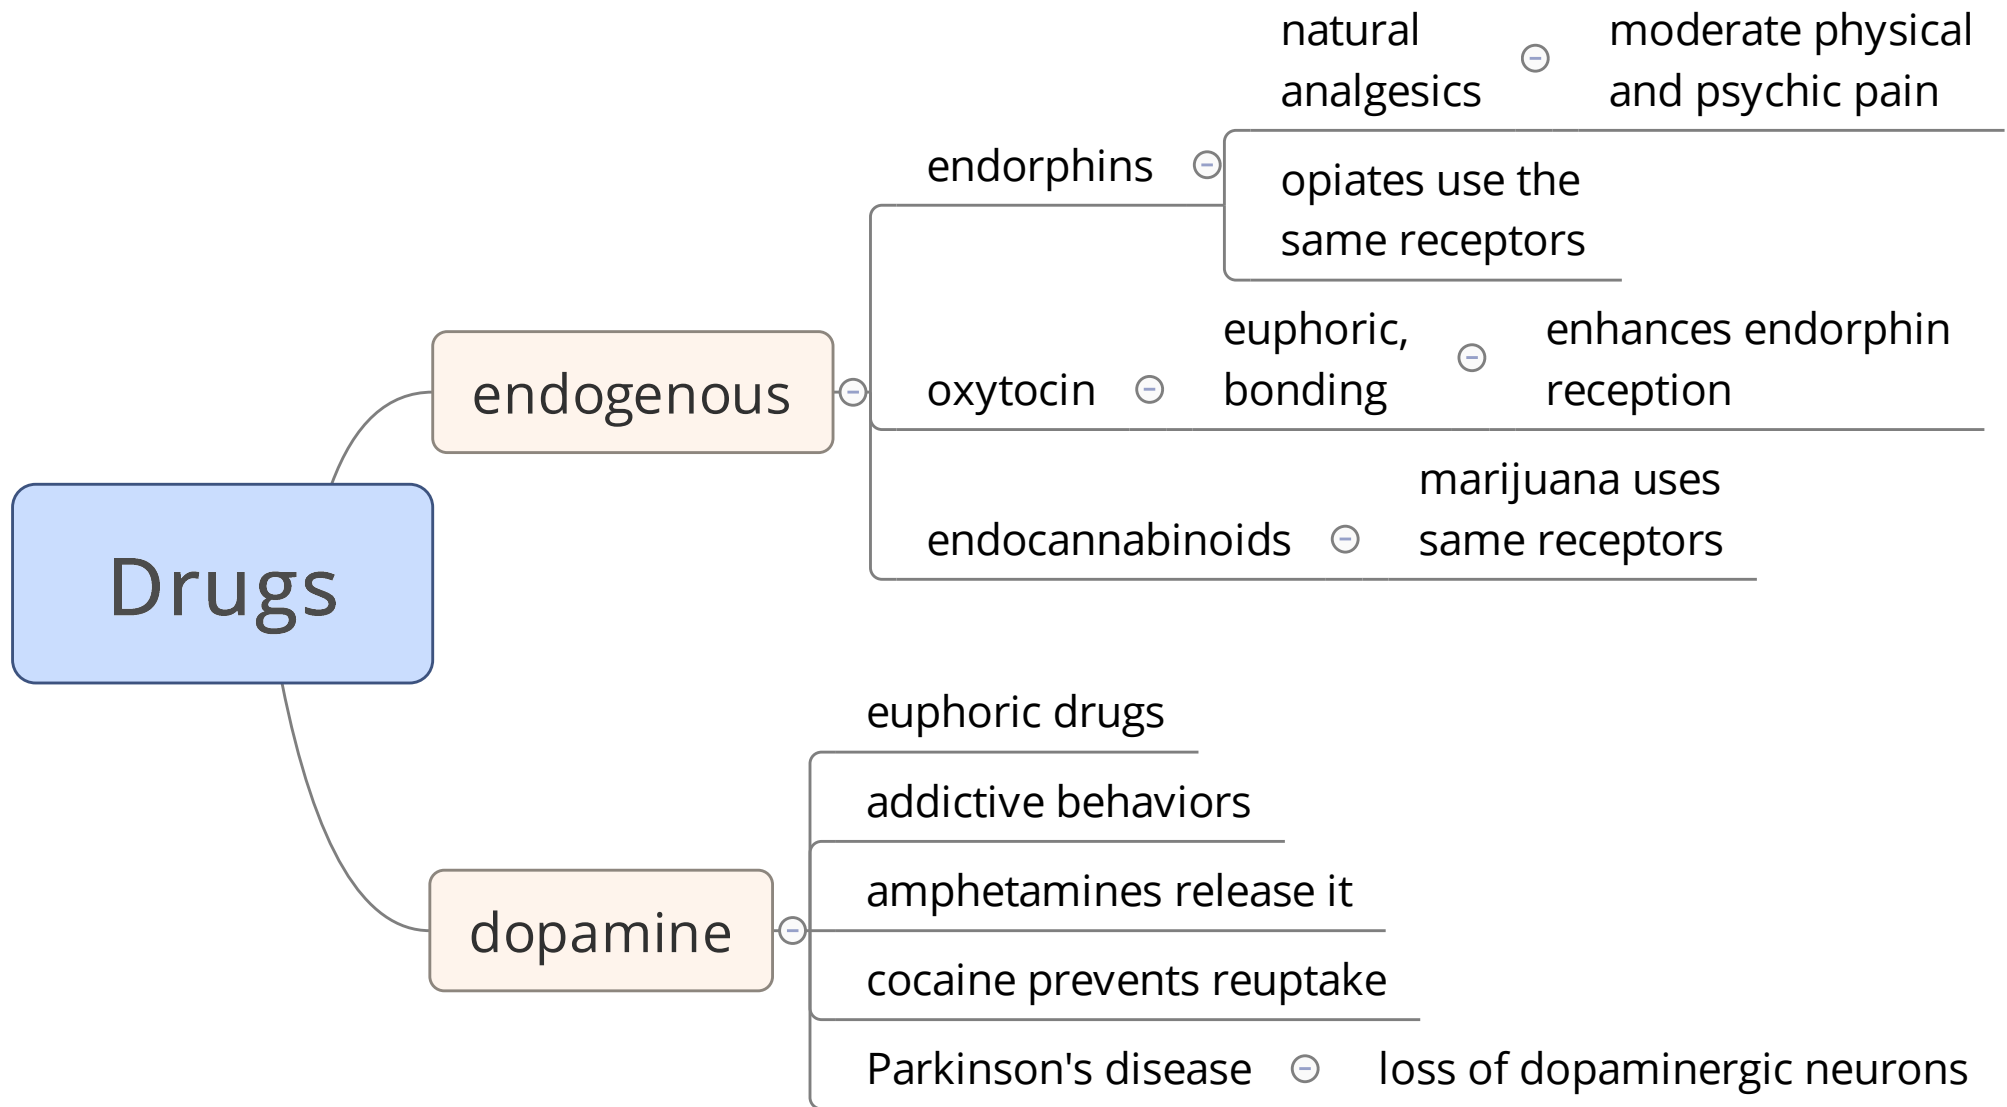 Drugs
endogenous
endorphins
natural
analgesics
moderate physical
and psychic pain
opiates use the
same receptors
oxytocin
euphoric,
bonding
enhances endorphin
reception
endocannabinoids
marijuana uses
same receptors
dopamine
euphoric drugs
addictive behaviors
amphetamines release it
cocaine prevents reuptake
Parkinson's disease
loss of dopaminergic neurons